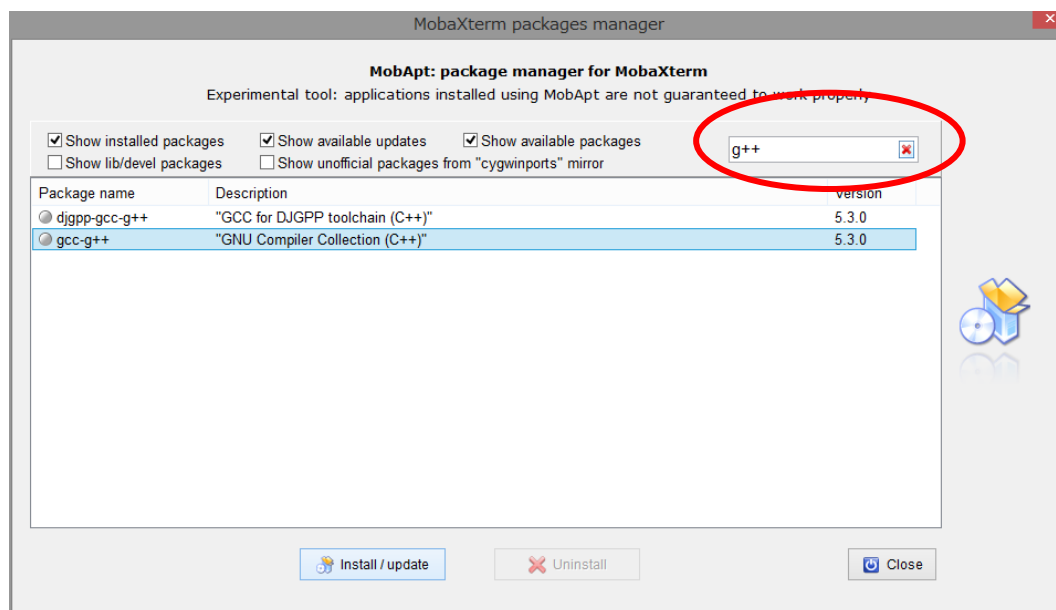 MobaXterm packages manager
MobApt: package manager for MobaXterm
Experimental tool: applications installed using MobApt are not guaranteed to work properly
Show installed packages Show available updates Show available packages
g++
Show lib/devel packages Show unofficial packages from "cygwinports" mirror
Package name Description Version
djgpp-gcc-g++ "GCC for DJGPP toolchain (C++)" 5.3.0
gcc-g++ "GNU Compiler Collection (C++)" 5.3.0
Install / update Uninstall Close